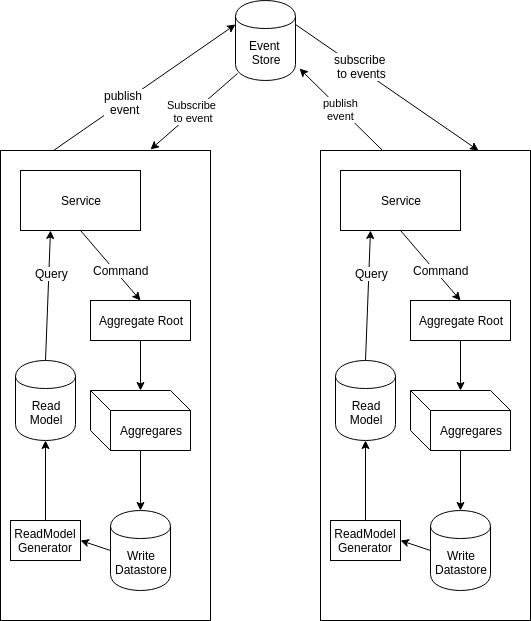 Event
Store
publish
event
Subscribe
to event
publish
event
subscribe
to events
Service
Query
Command
Aggregate Root
Read
Model
Aggregares
ReadModel
Generator
Write
Datastore
Service
Query
Command
Aggregate Root
Read
Model
Aggregares
ReadModel
Generator
Write
Datastore